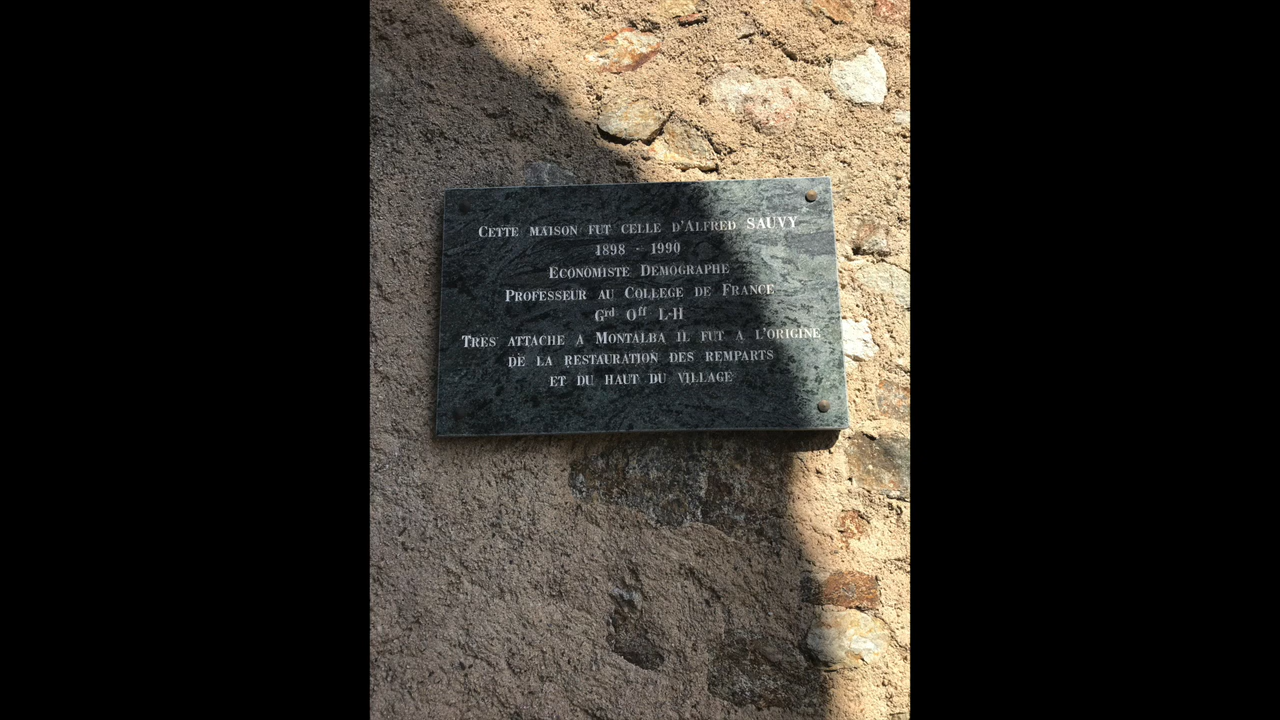 Cette maison fut celle d'Alfred SAUVY
1898 - 1990
Economiste Demographe
Professeur au College de France
Grd Off L-H
Tres attache a Montalba il fut a l'origine
de la restauration des remparts
et du haut du village